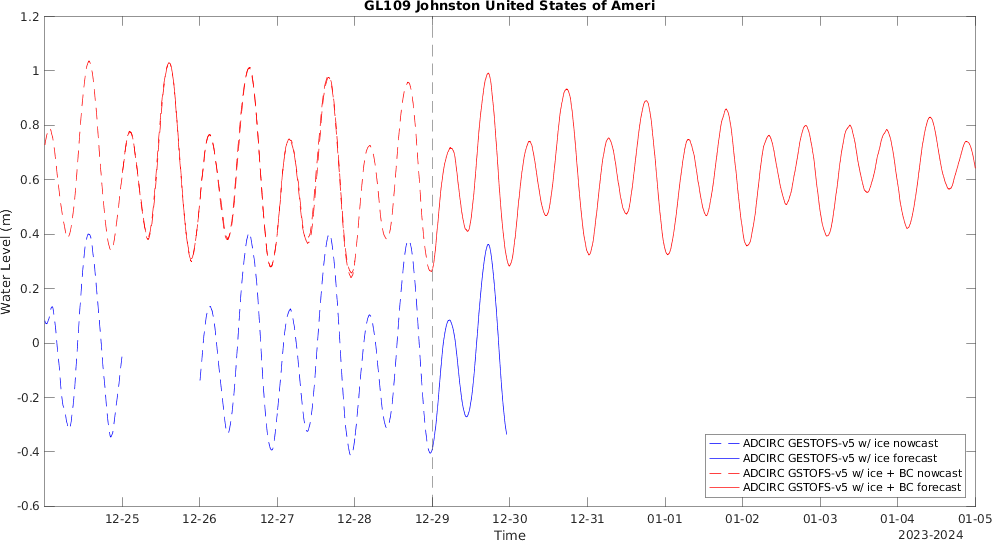 GL109 Johnston United States of Ameri
1.2
1
0.8
0.6
0.4
0.2
0
-0.2
-0.4
-0.6
Water Level (m)
ADCIRC GESTOFS-v5 w/ ice nowcast
ADCIRC GESTOFS-v5 w/ ice forecast
ADCIRC GSTOFS-v5 w/ ice + BC nowcast
ADCIRC GSTOFS-v5 w/ ice + BC forecast
12-25 12-26 12-27 12-28 12-29 12-30 12-31 01-01 01-02 01-03 01-04 01-05
Time
2023-2024